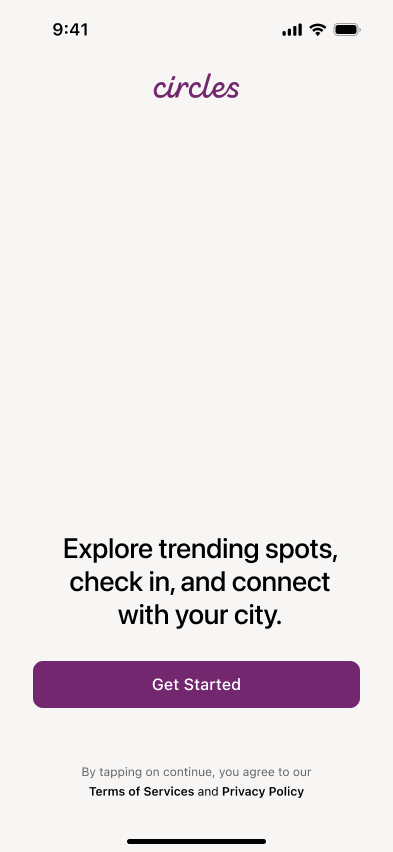 9:41
circles
Explore trending spots,
check in, and connect
with your city.
Get Started
By tapping on continue, you agree to our
Terms of Services and Privacy Policy